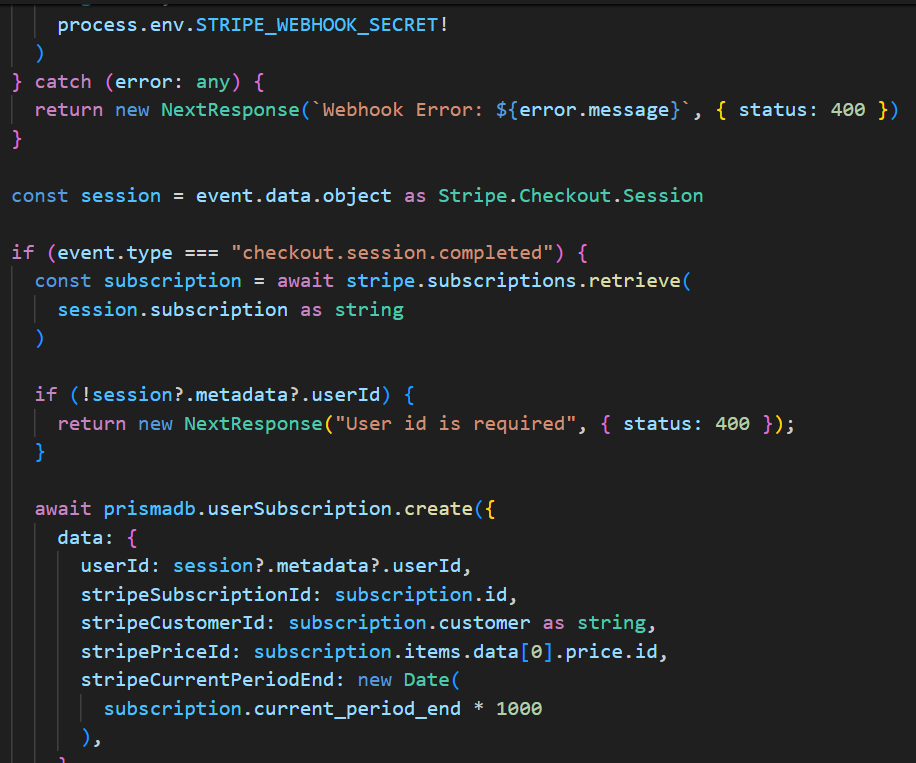 process.env.STRIPE_WEBHOOK_SECRET!
)
} catch (error: any) {
return new NextResponse(`Webhook Error: ${error.message}`, { status: 400 })
}
const session = event.data.object as Stripe.Checkout.Session
if (event.type === "checkout.session.completed") {
const subscription = await stripe.subscriptions.retrieve(
session.subscription as string
)
if (!session?.metadata?.userId) {
return new NextResponse("User id is required", { status: 400 });
}
await prismadb.userSubscription.create({
data: {
userId: session?.metadata?.userId,
stripeSubscriptionId: subscription.id,
stripeCustomerId: subscription.customer as string,
stripePriceId: subscription.items.data[0].price.id,
stripeCurrentPeriodEnd: new Date(
subscription.current_period_end * 1000
),